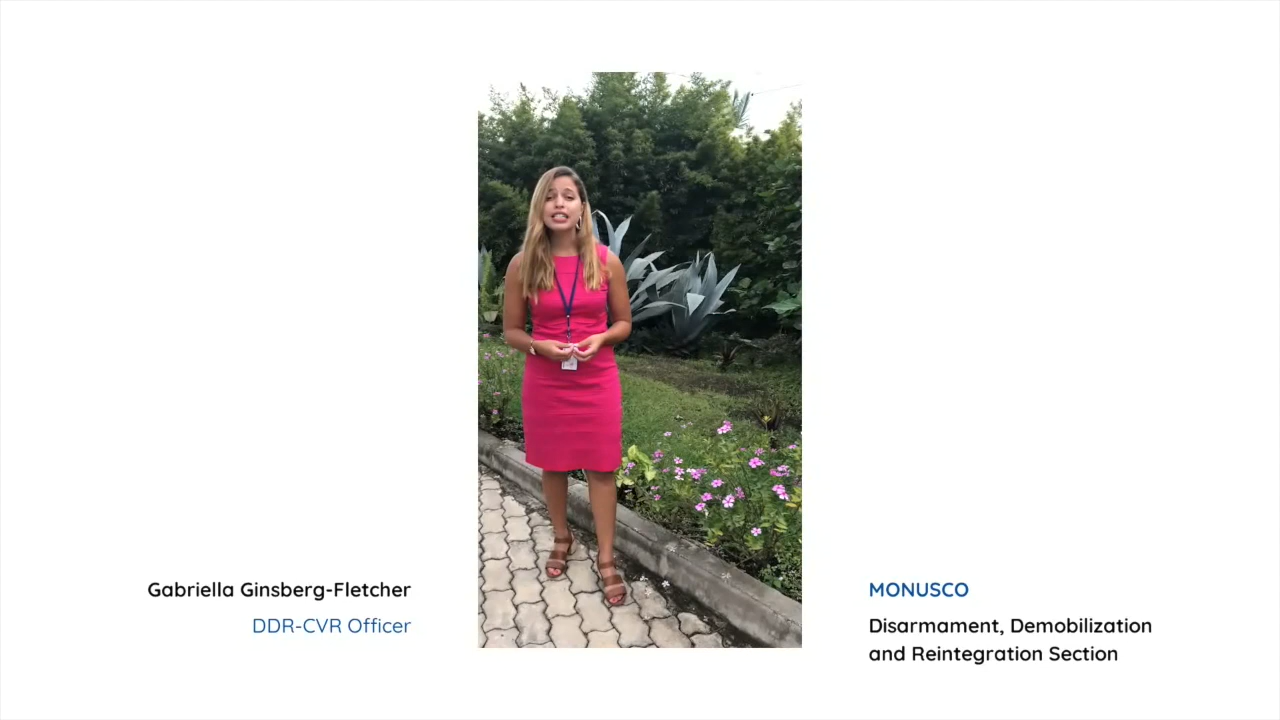 Gabriella Ginsberg-Fletcher
DDR-CVR Officer
MONUSCO
Disarmament, Demobilization
and Reintegration Section